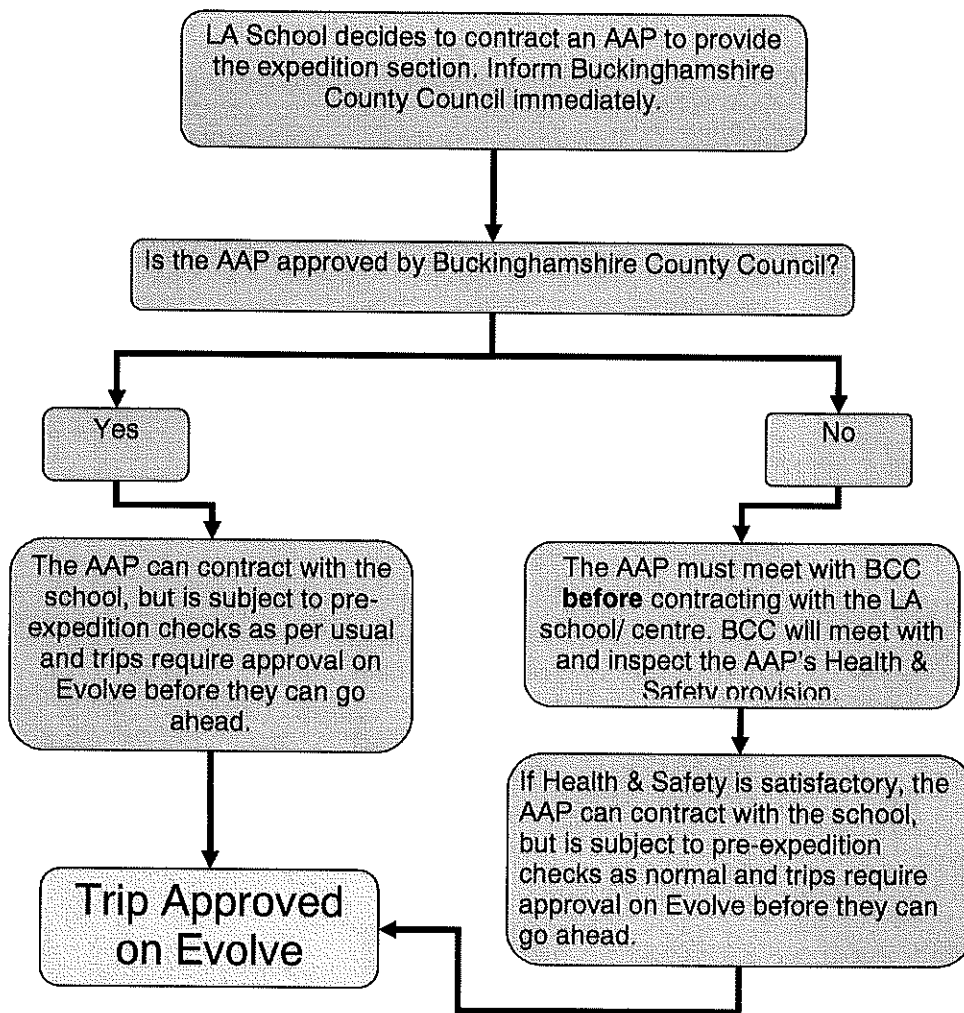 LA School decides to contract an AAP to provide
the expedition section. Inform Buckinghamshire
County Council immediately.
Is the AAP approved by Buckinghamshire County Council?
Yes
No
The AAP can contract with the
school, but is subject to pre-
expedition checks as per usual
and trips require approval on
Evolve before they can go
ahead.
The AAP must meet with BCC
before contracting with the LA
school/ centre. BCC will meet with
and inspect the AAP's Health &
Safety provision.
If Health & Safety is satisfactory, the
AAP can contract with the school,
but is subject to pre-expedition
checks as normal and trips require
approval on Evolve before they can
go ahead.
Trip Approved
on Evolve